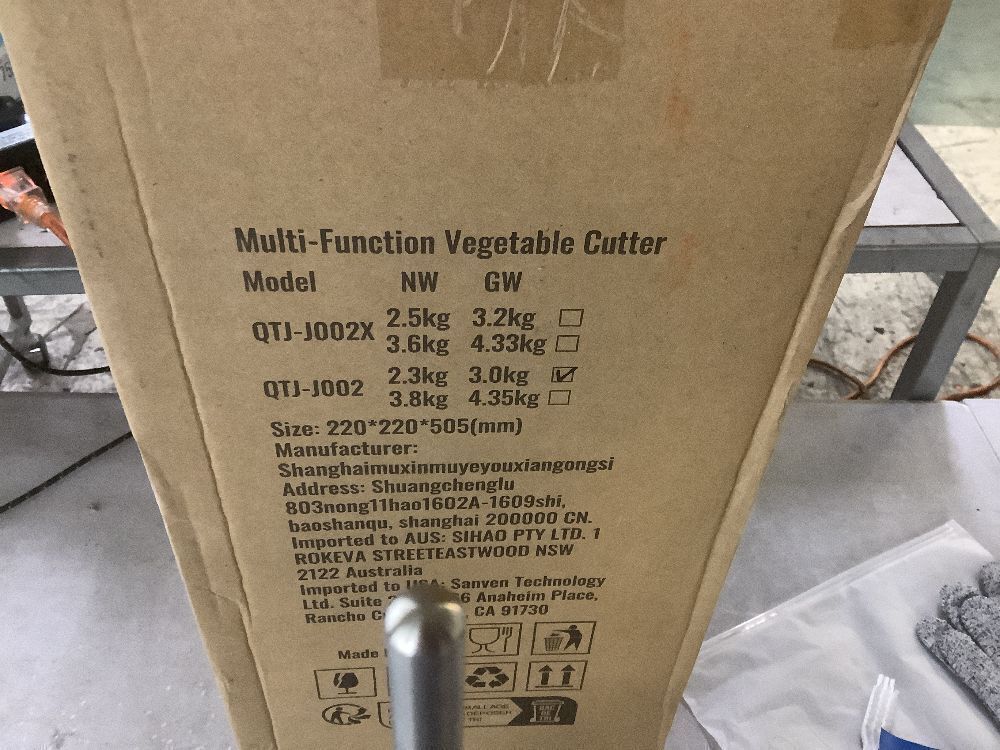 Multi-Function Vegetable Cutter
Model NW GW
QTJ-J002X 2.5kg 3.2kg
3.6kg 4.33kg
QTJ-J002 2.3kg 3.0kg
3.8kg 4.35kg
Size: 220*220*505(mm)
Manufacturer:
Shanghaimuxinmuyeyouxiangongsi
Address: Shuangchenglu
803nong11hao1602A-1609shi,
baoshanqu, shanghai 200000 CN.
Imported to AUS: SIHAO PTY LTD. 1
ROKEVA STREETEASTWOOD NSW
2122 Australia
Imported to USA: Sanven Technology
Ltd. Suite Anaheim Place,
Rancho CA 91730
Made
BAC
DE
TRI